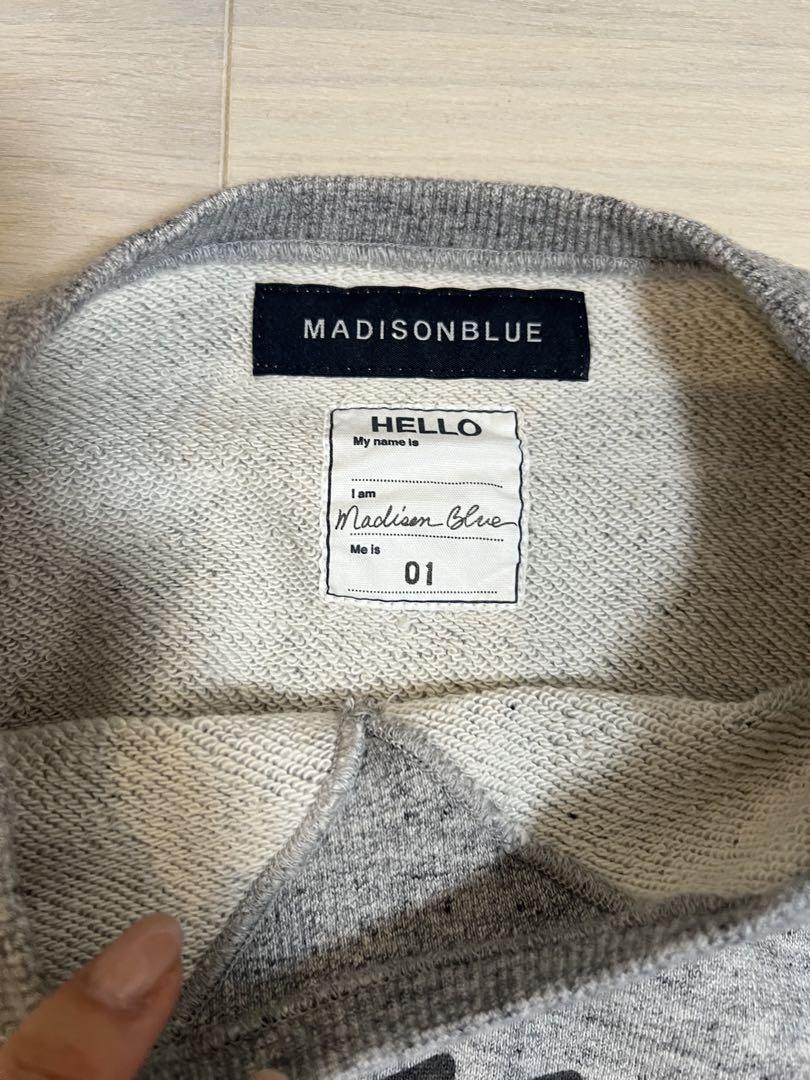 MADISONBLUE
HELLO
My name is
I am
Madison Blue
Me is
01